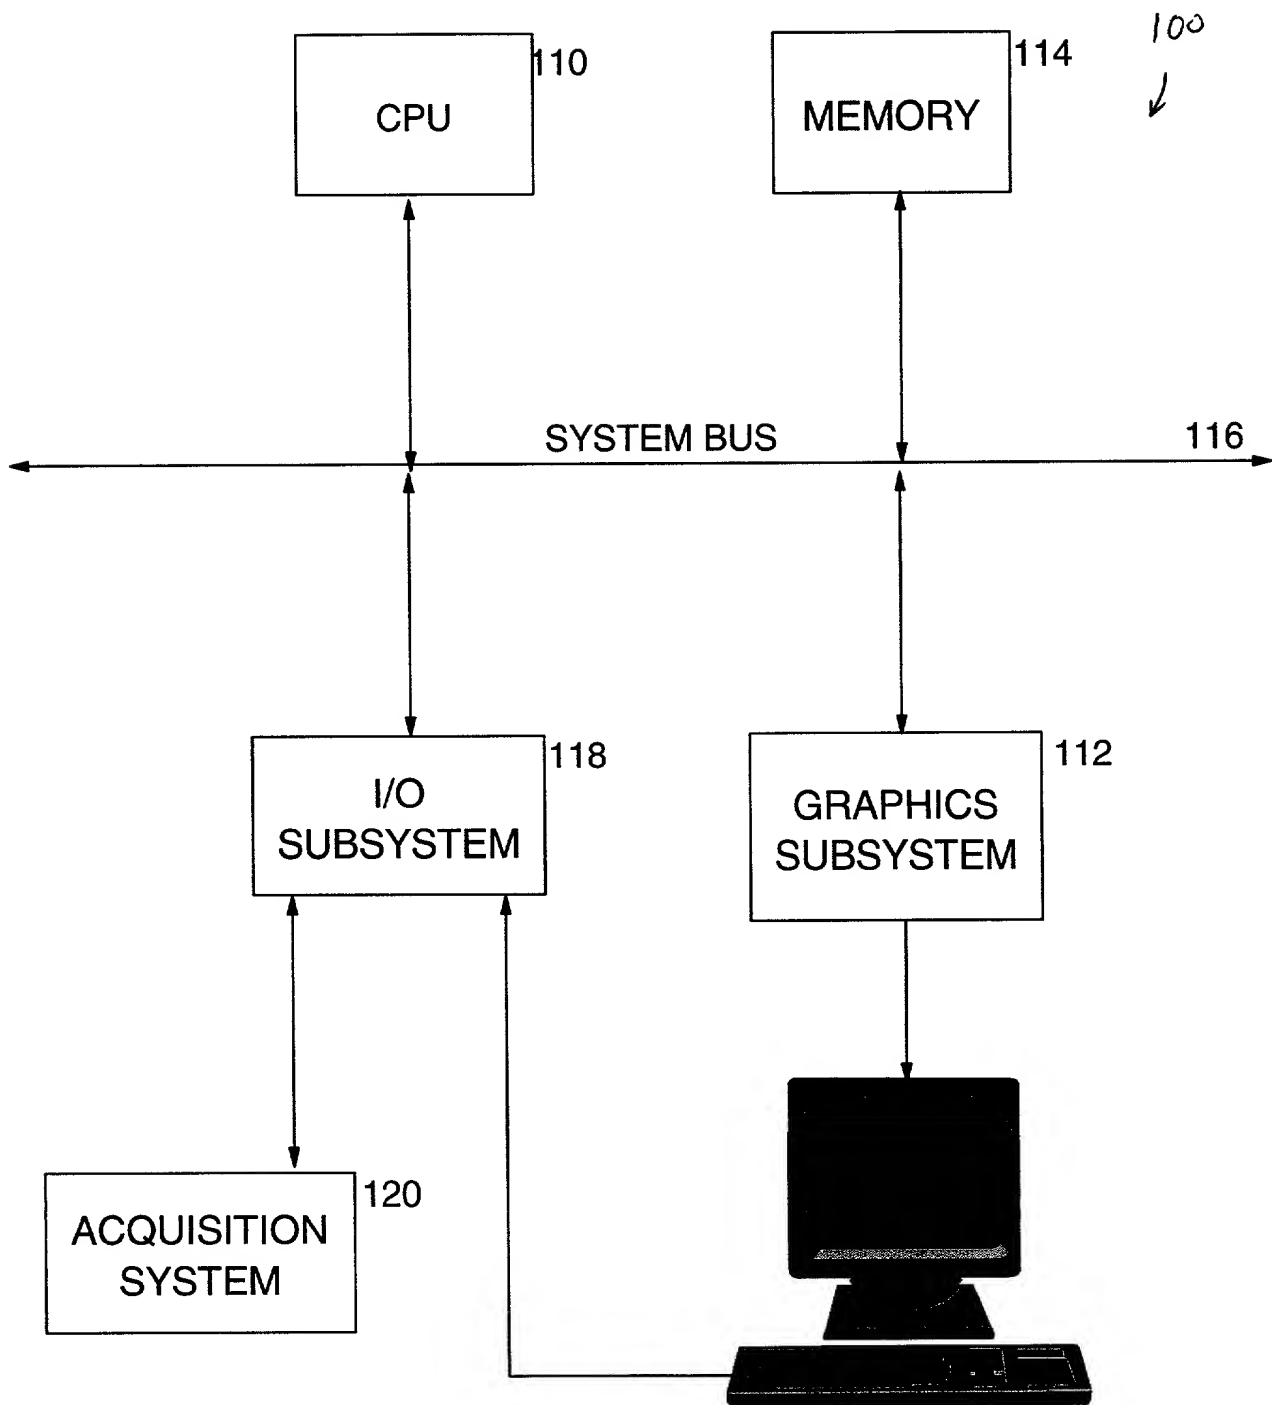 100
110
CPU
114
MEMORY
SYSTEM BUS
116
118
I/O
SUBSYSTEM
112
GRAPHICS
SUBSYSTEM
120
ACQUISITION
SYSTEM